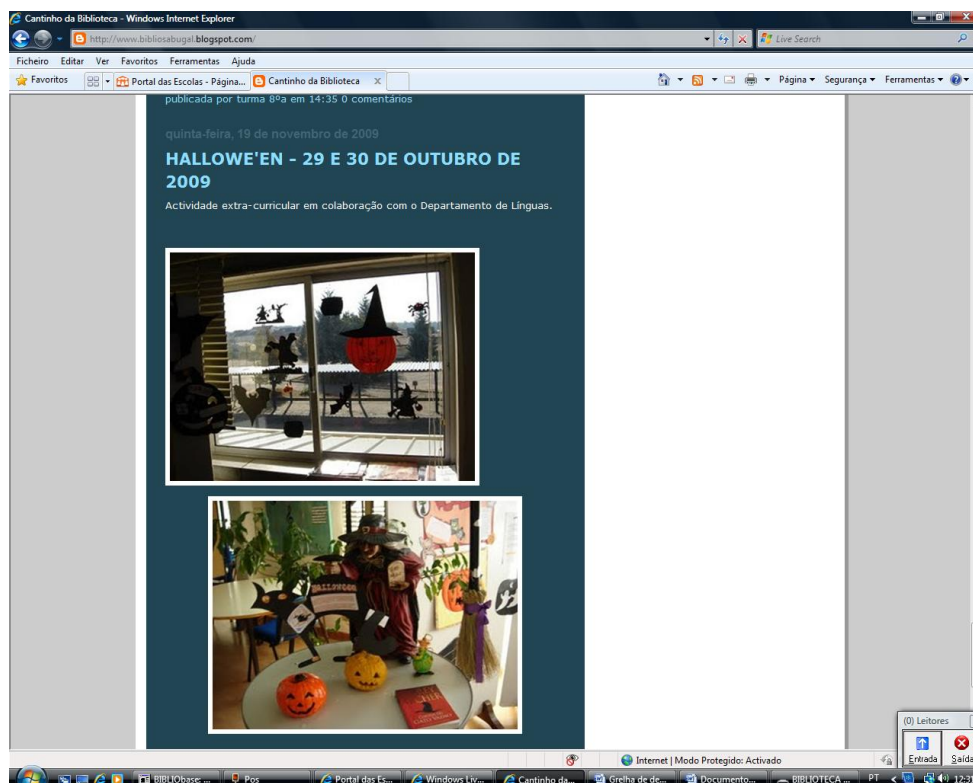 Cantinho da Biblioteca - Windows Internet Explorer
http://www.bibliosabugal.blogspot.com/
Live Search
Ficheiro Editar Ver Favoritos Ferramentas Ajuda
Favoritos Portal das Escolas - Página... Cantinho da Biblioteca x Página Segurança Ferramentas
publicada por turma 8ºa em 14:35 0 comentários
quinta-feira, 19 de novembro de 2009
HALLOWE'EN - 29 E 30 DE OUTUBRO DE
2009
Actividade extra-curricular em colaboração com o Departamento de Línguas.
HALLOWEEN
(0) Leitores
Entrada Saída
Internet | Modo Protegido: Activado
BIBLIObase: ... Pos Portal das Es... Windows Liv... Cantinho da... Grelha de de... Documento... BIBLIOTECA ... PT